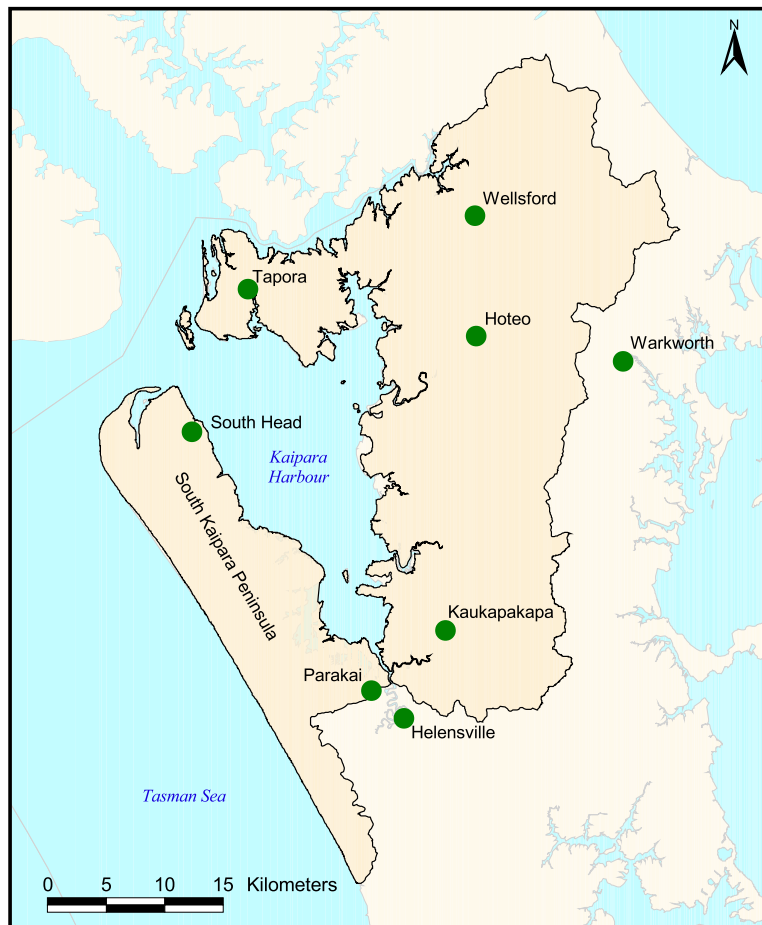 N
Wellsford
Tapora
Hoteo
Warkworth
South Head
Kaipara
Harbour
South Kaipara Peninsula
Kaukapakapa
Parakai
Helensville
Tasman Sea
0 5 10 15 Kilometers